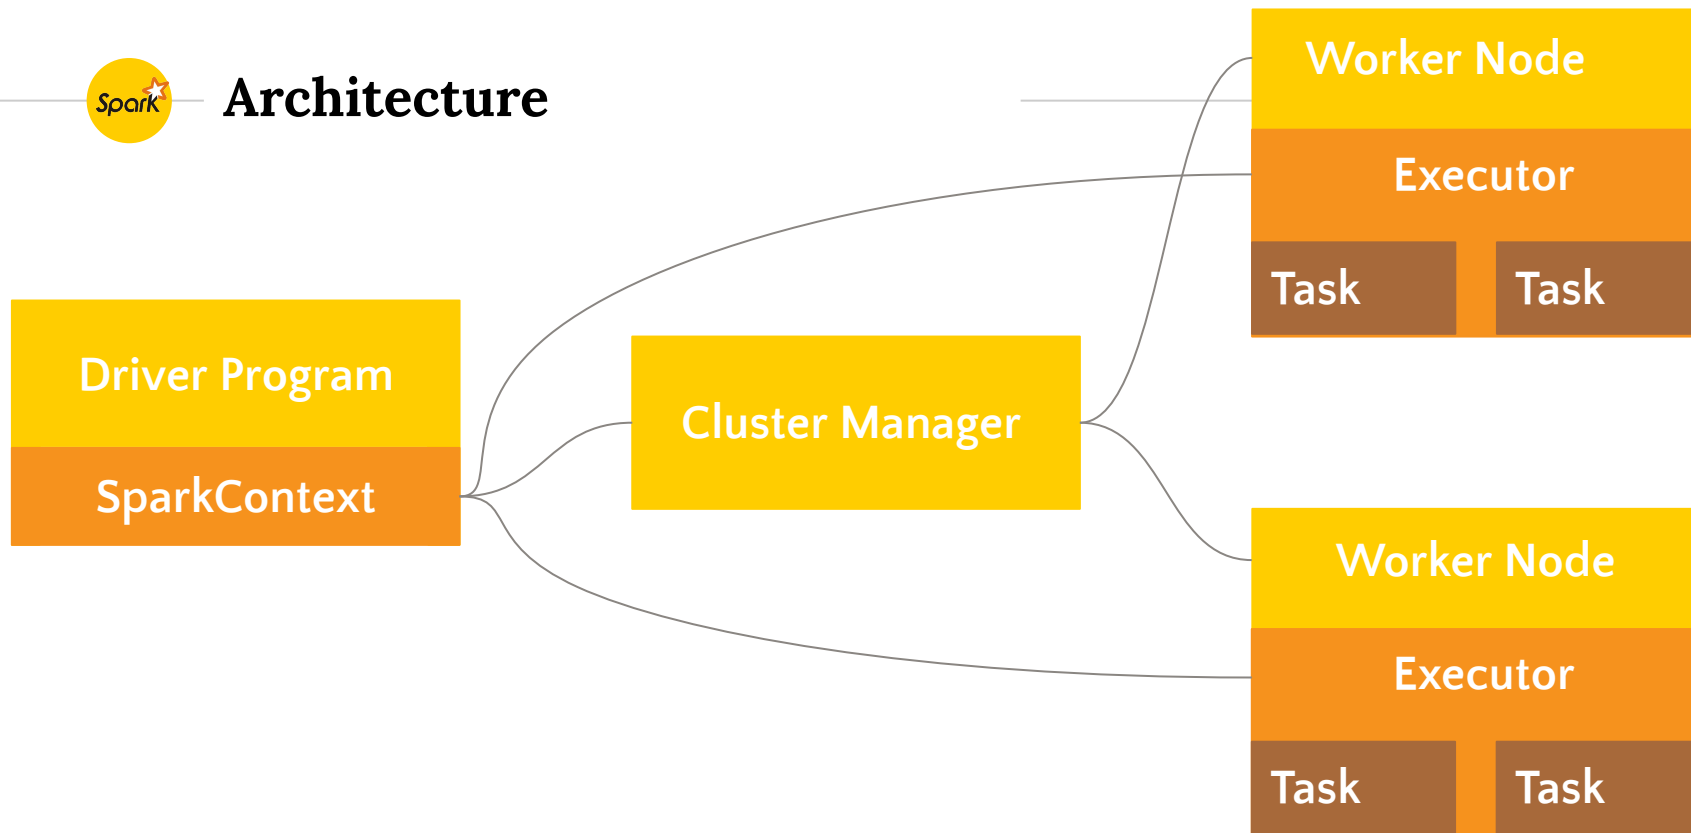 Spark
Architecture
Driver Program
SparkContext
Cluster Manager
Worker Node
Executor
Task
Task
Worker Node
Executor
Task
Task